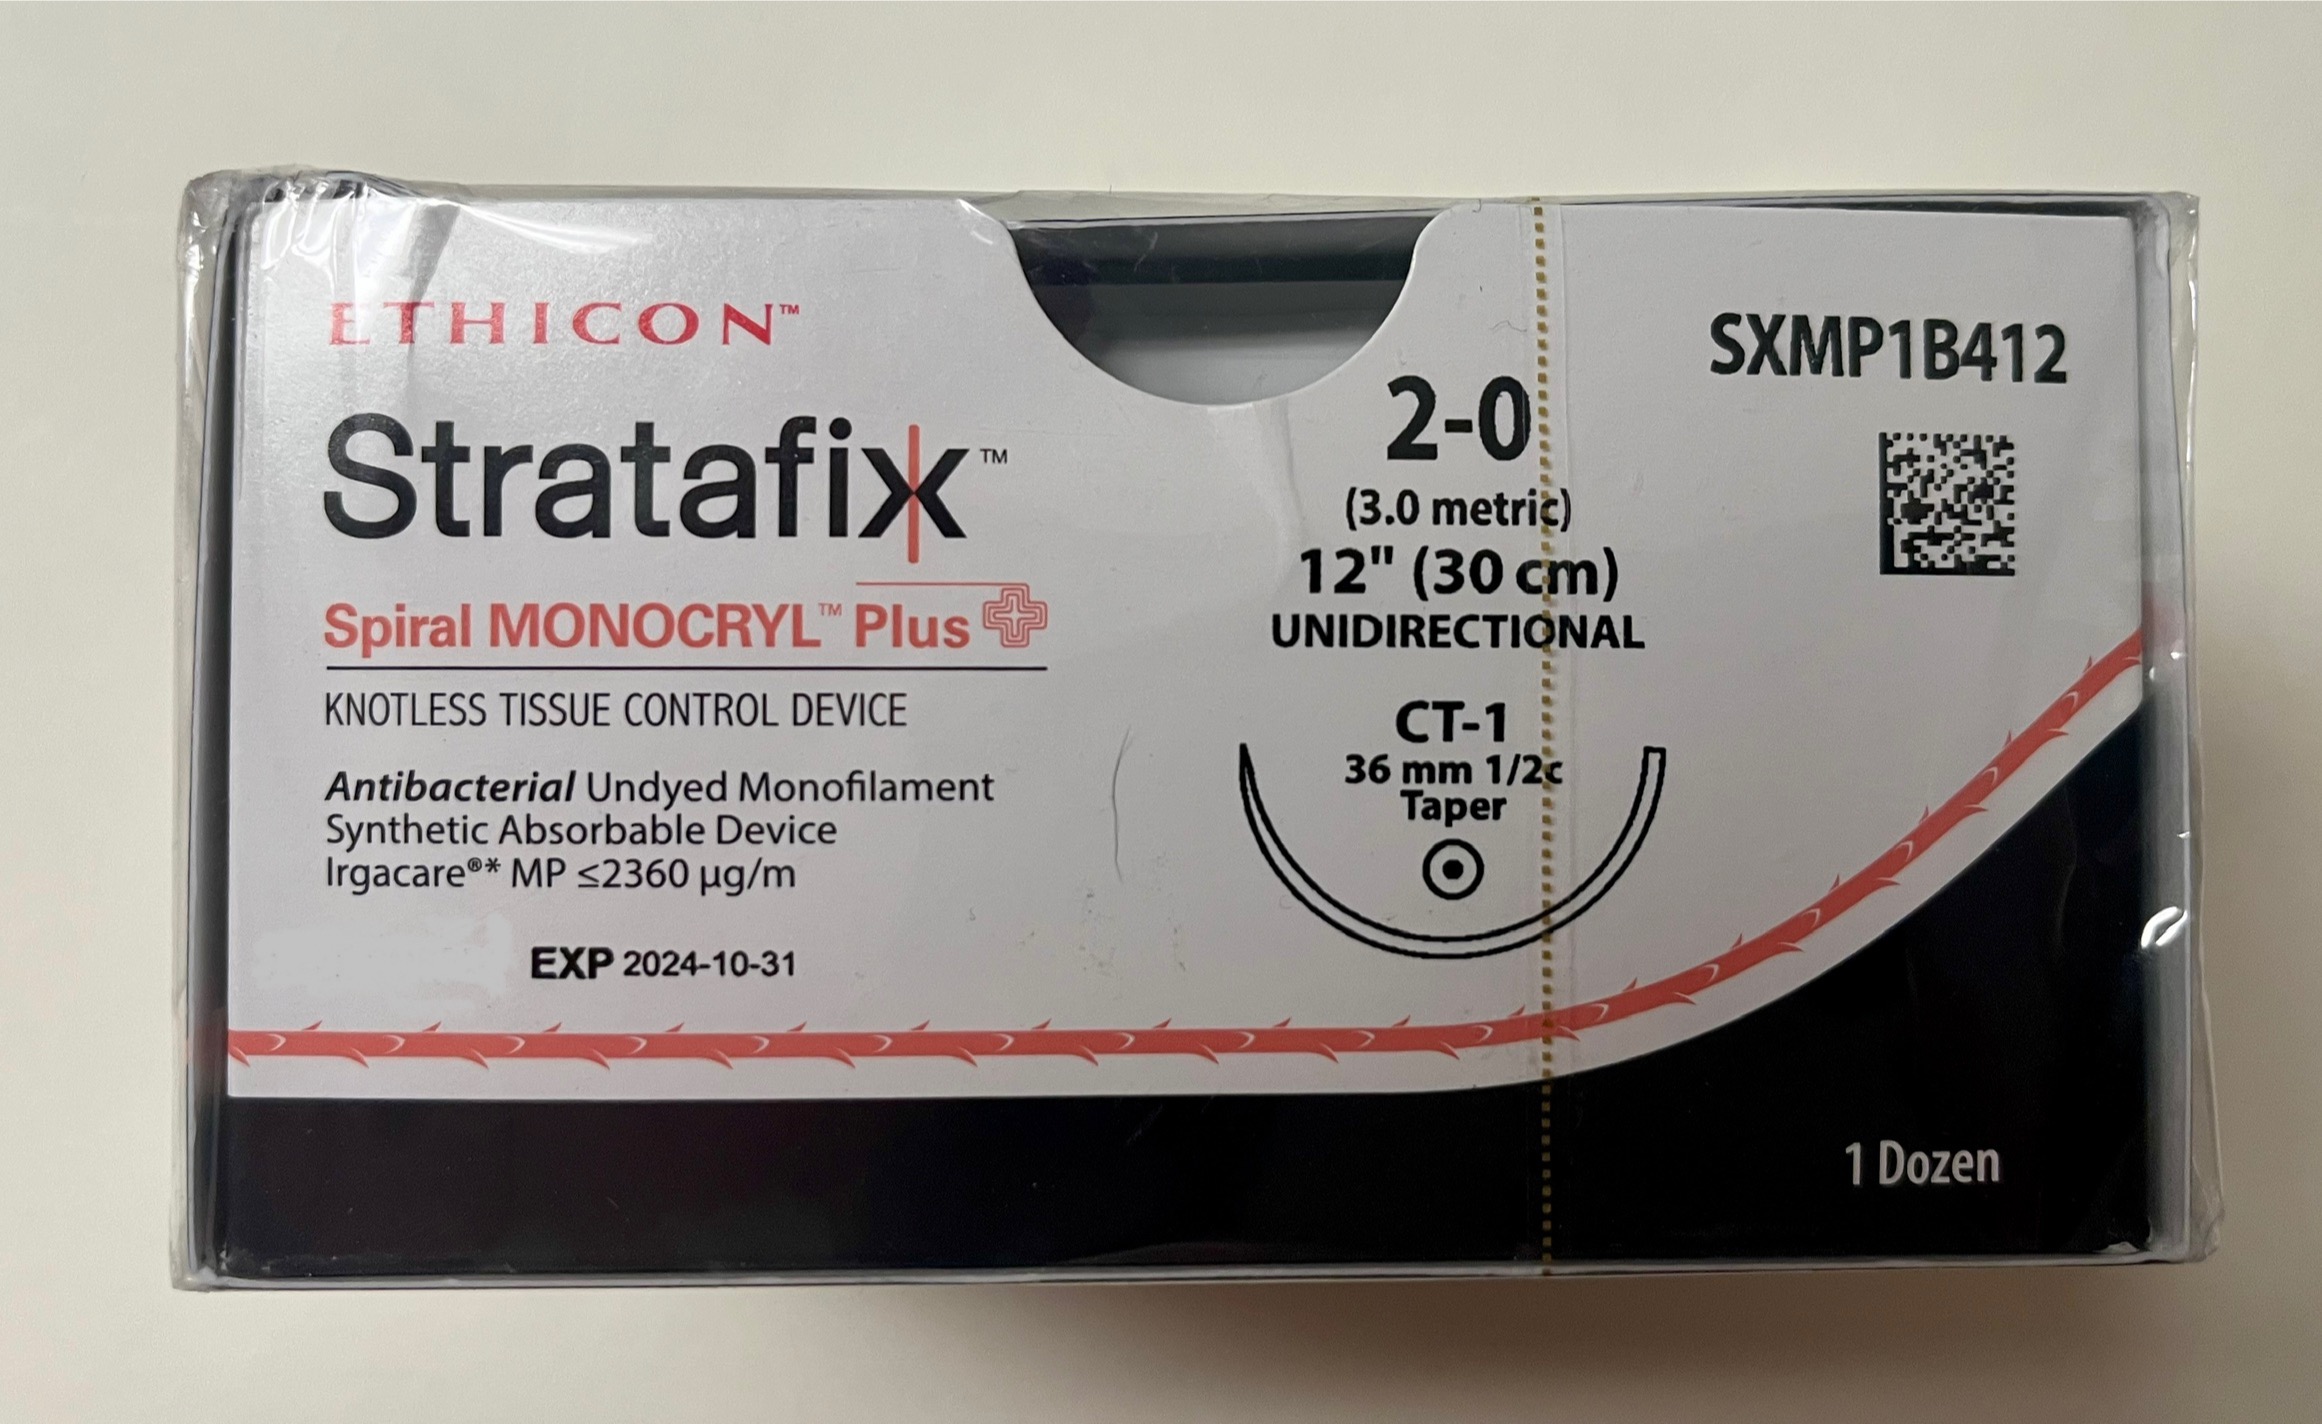 ETHICON™
Stratafix™
Spiral MONOCRYL™ Plus
KNOTLESS TISSUE CONTROL DEVICE
Antibacterial Undyed Monofilament
Synthetic Absorbable Device
Irgacare®* MP ≤2360 µg/m
EXP 2024-10-31
2-0
(3.0 metric)
12" (30 cm)
UNIDIRECTIONAL
CT-1
36 mm 1/2c
Taper
SXMP1B412
1 Dozen